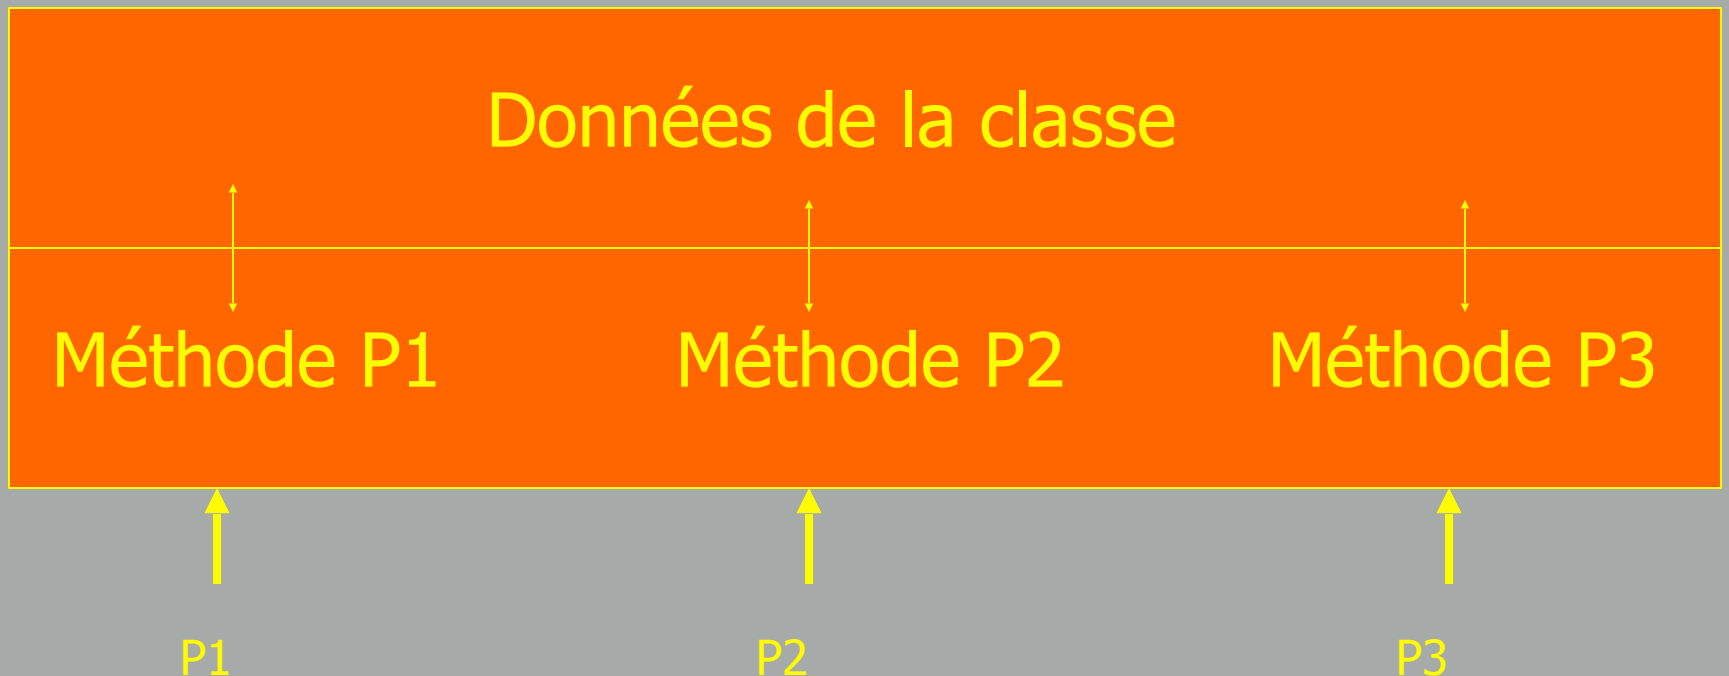 Données de la classe
Méthode P1 Méthode P2 Méthode P3
P1 P2 P3